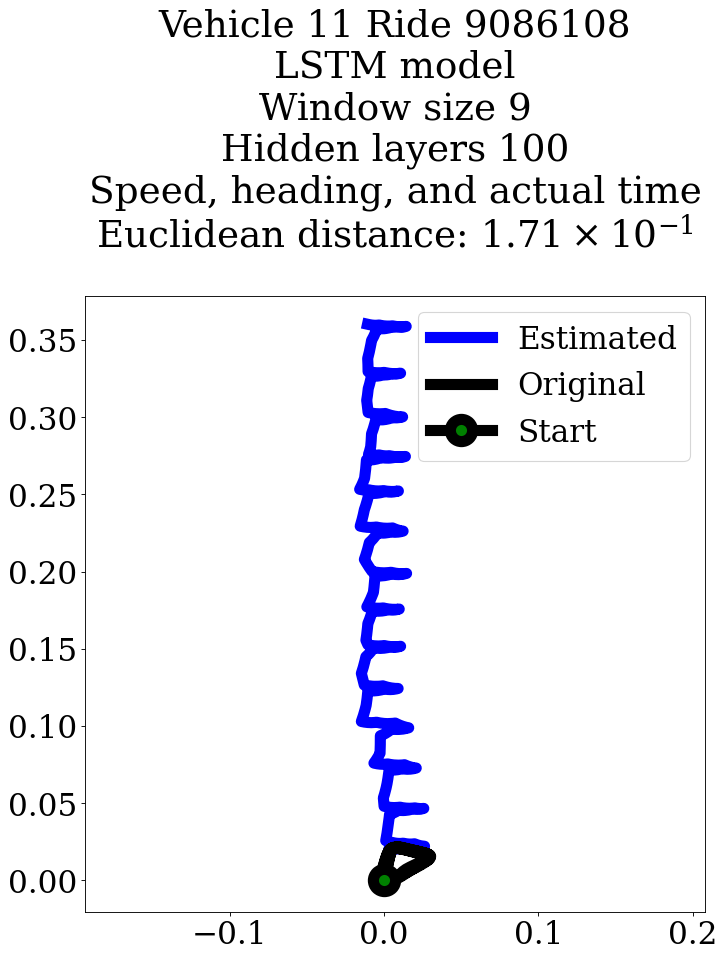 Vehicle 11 Ride 9086108
LSTM model
Window size 9
Hidden layers 100
Speed, heading, and actual time
Euclidean distance: 1.71 × 10⁻¹
Estimated
Original
Start
0.35
0.30
0.25
0.20
0.15
0.10
0.05
0.00
−0.1
0.0
0.1
0.2